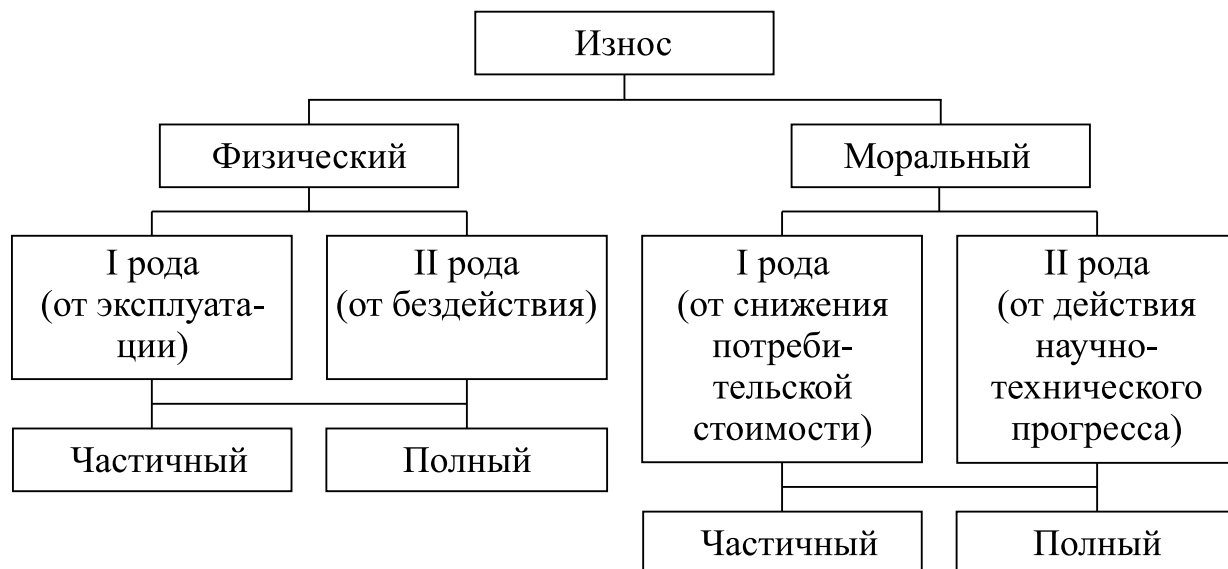 Износ
Физический
Моральный
I рода
(от эксплуата-
ции)
II рода
(от бездействия)
I рода
(от снижения
потреби-
тельской
стоимости)
II рода
(от действия
научно-
технического
прогресса)
Частичный
Полный
Частичный
Полный